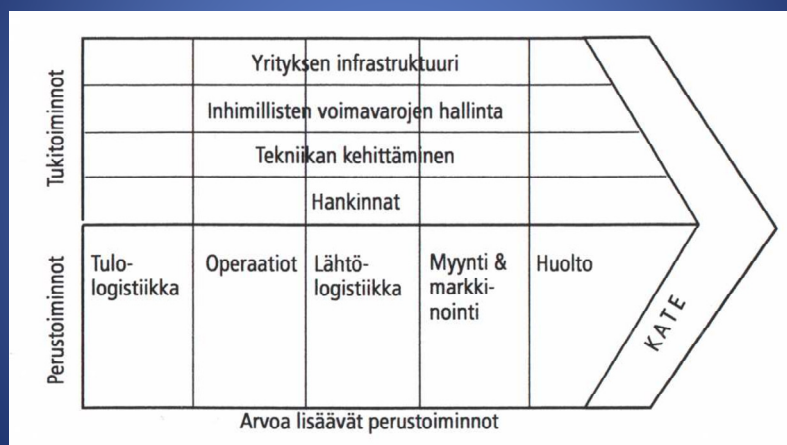 Tukitoiminnot
Yrityksen infrastruktuuri
Inhimillisten voimavarojen hallinta
Tekniikan kehittäminen
Hankinnat
Perustoiminnot
Tulo-
logistiikka
Operaatiot
Lähtö-
logistiikka
Myynti &
markki-
nointi
Huolto
KATE
Arvoa lisäävät perustoiminnot